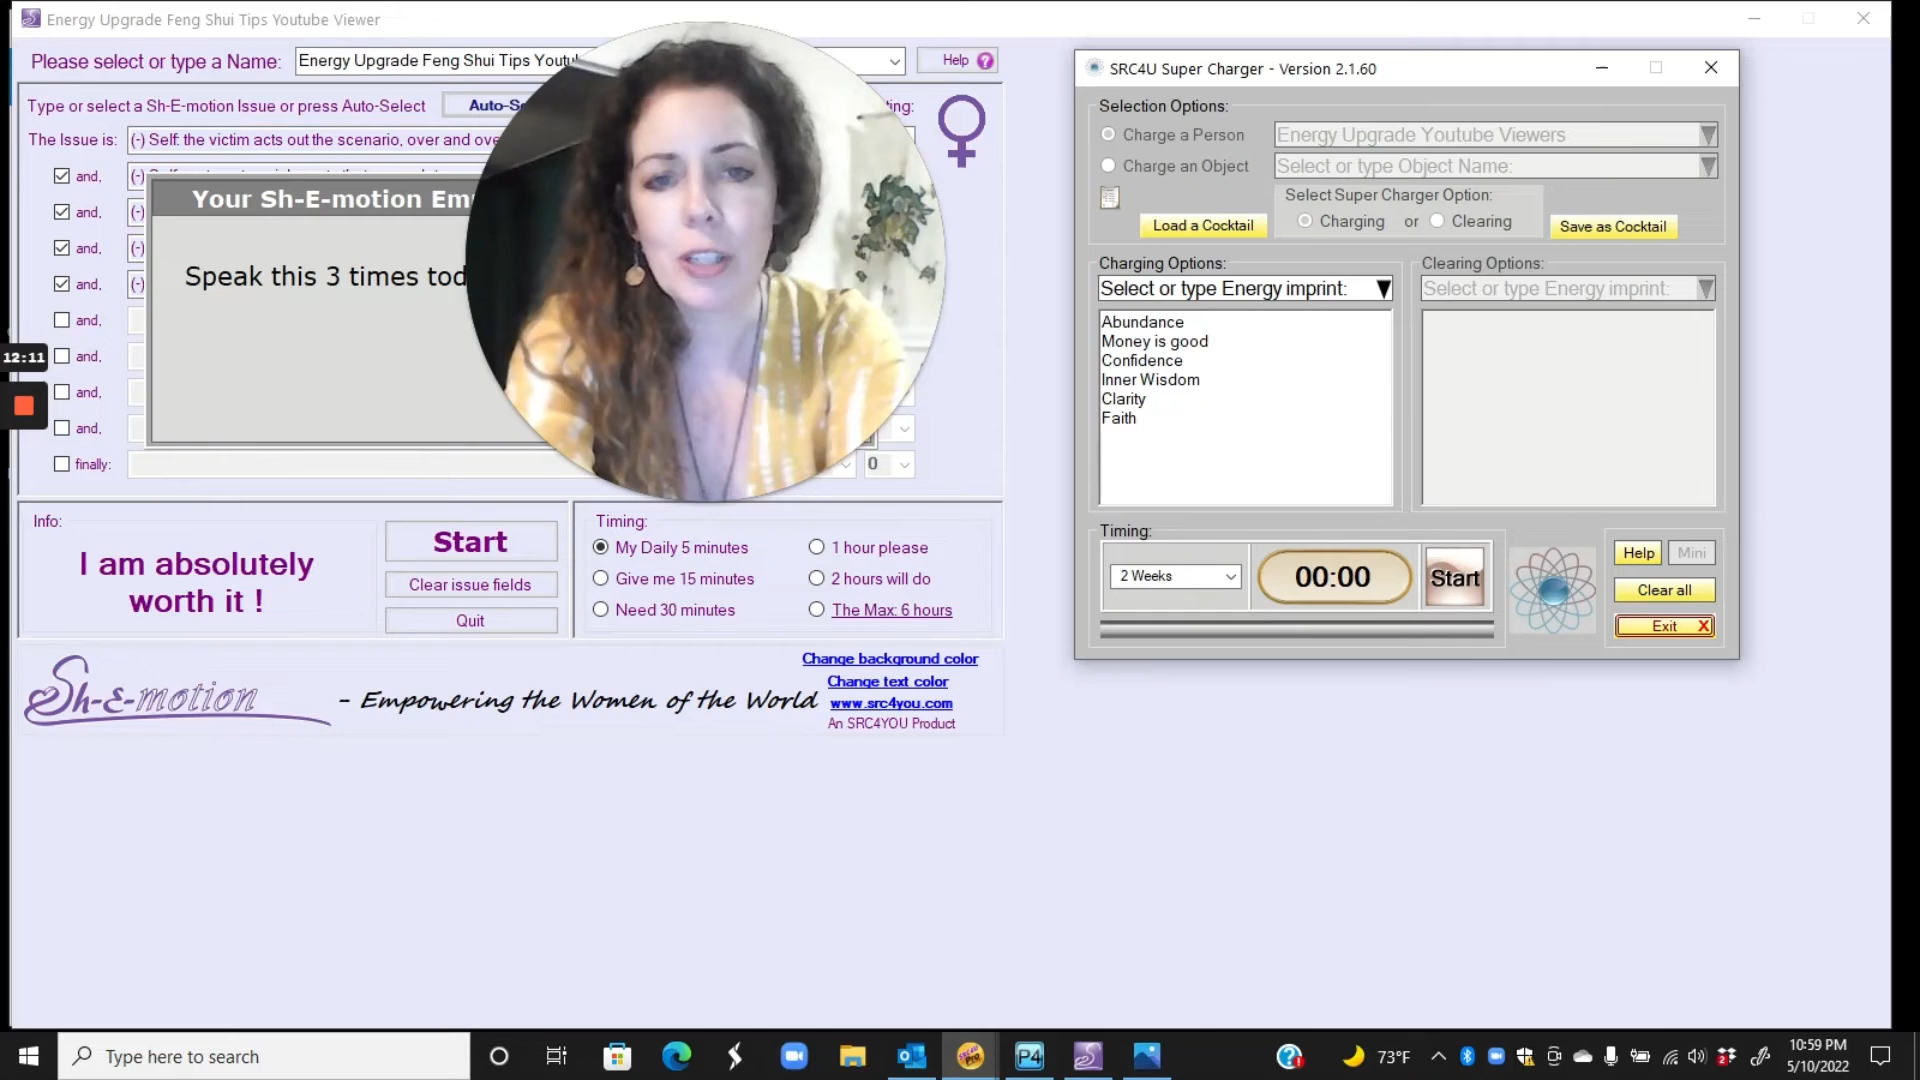 Energy Upgrade Feng Shui Tips Youtube Viewer
Please select or type a Name:
Energy Upgrade Feng Shui Tips
Help ?
Type or select a Sh-E-motion Issue or press Auto-Select
The Issue is:
(-) Self: the victim acts out the scenario, over and
and, (-)
and, (-)
and, (-)
and, (-)
and,
and,
and,
and,
finally:
0
Your Sh-E-motion
Speak this 3 times
12:11
Info:
I am absolutely
worth it !
Start
Clear issue fields
Quit
Timing:
My Daily 5 minutes
Give me 15 minutes
Need 30 minutes
1 hour please
2 hours will do
The Max: 6 hours
Sh-E-motion
- Empowering the Women of the World
Change background color
Change text color
www.src4you.com
An SRC4YOU Product
SRC4U Super Charger - Version 2.1.60
Selection Options:
Charge a Person
Energy Upgrade Youtube Viewers
Charge an Object
Select or type Object Name:
Select Super Charger Option:
Load a Cocktail
Charging or Clearing
Save as Cocktail
Charging Options:
Select or type Energy imprint:
Abundance
Money is good
Confidence
Inner Wisdom
Clarity
Faith
Clearing Options:
Select or type Energy imprint:
Timing:
2 Weeks
00:00
Start
Help
Mini
Clear all
Exit X
Type here to search
P4
73°F
10:59 PM
5/10/2022